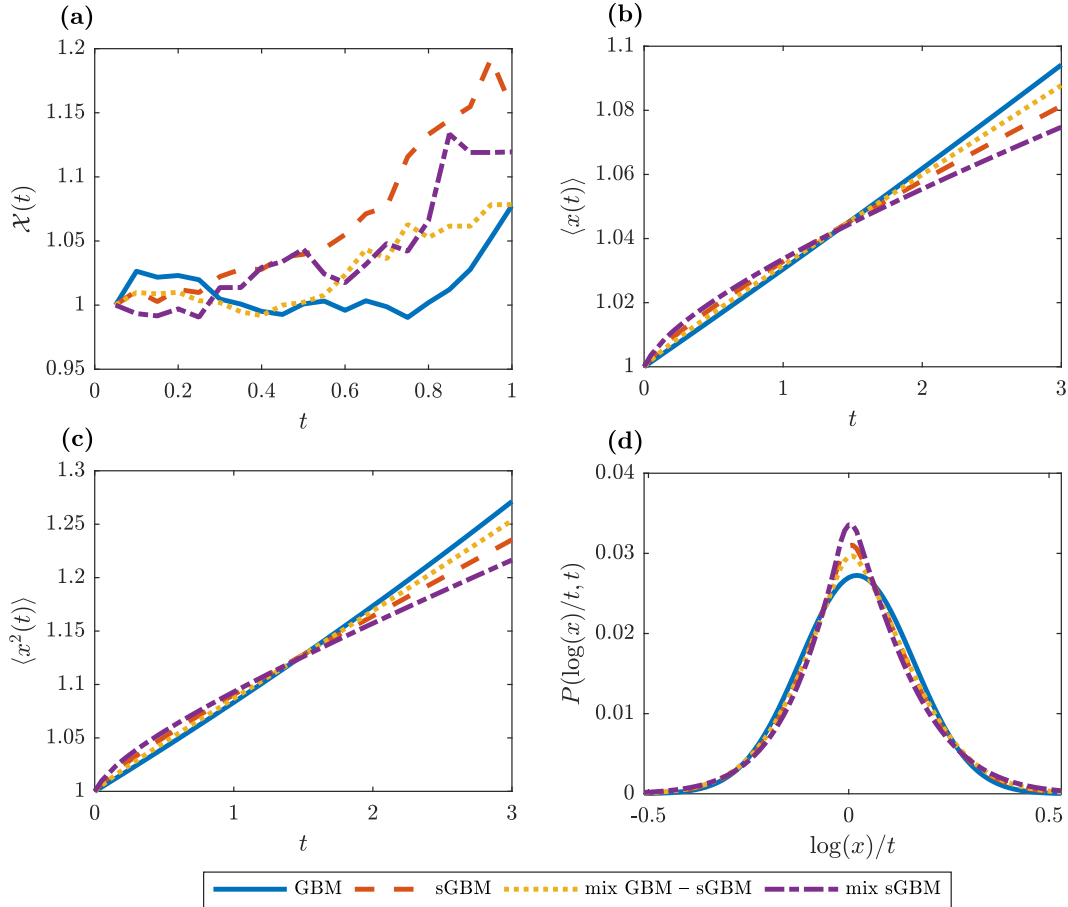 (a)
1.2
1.15
1.1
1.05
1
0.95
𝒳(t)
0 0.2 0.4 0.6 0.8 1
t
(b)
1.1
1.08
1.06
1.04
1.02
1
⟨x(t)⟩
0 1 2 3
t
(c)
1.3
1.25
1.2
1.15
1.1
1.05
1
⟨x²(t)⟩
0 1 2 3
t
(d)
0.04
0.03
0.02
0.01
0
P(log(x)/t, t)
-0.5 0 0.5
log(x)/t
GBM sGBM mix GBM – sGBM mix sGBM